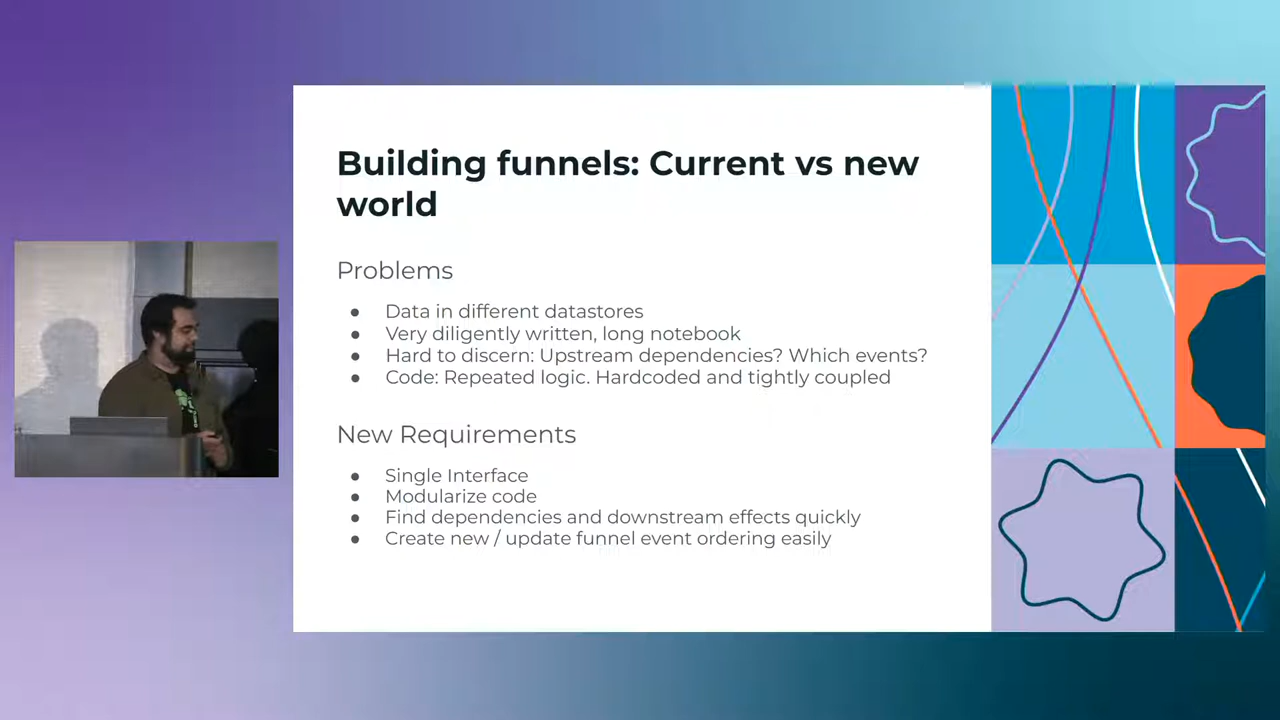 Building funnels: Current vs new
world
Problems
● Data in different datastores
● Very diligently written, long notebook
● Hard to discern: Upstream dependencies? Which events?
● Code: Repeated logic. Hardcoded and tightly coupled
New Requirements
● Single Interface
● Modularize code
● Find dependencies and downstream effects quickly
● Create new / update funnel event ordering easily